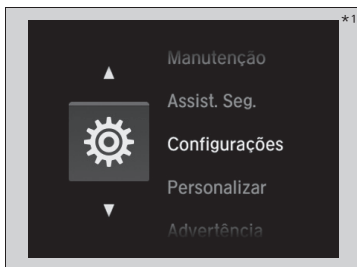 *1
Manutenção
Assist. Seg.
Configurações
Personalizar
Advertência